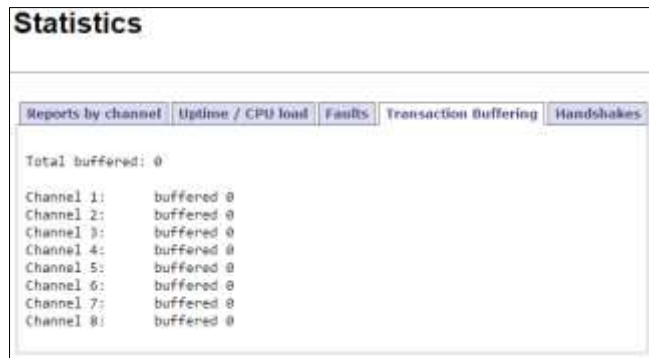 Statistics
Reports by channel Uptime / CPU load Faults Transaction Buffering Handshakes
Total buffered: 0
Channel 1: buffered 0
Channel 2: buffered 0
Channel 3: buffered 0
Channel 4: buffered 0
Channel 5: buffered 0
Channel 6: buffered 0
Channel 7: buffered 0
Channel 8: buffered 0